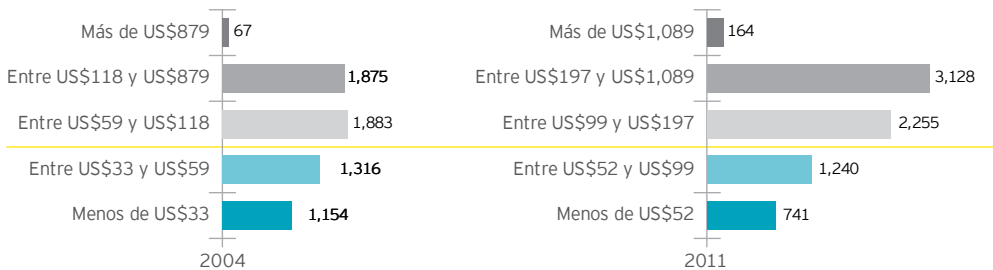 Más de US$879 67
Entre US$118 y US$879 1,875
Entre US$59 y US$118 1,883
Entre US$33 y US$59 1,316
Menos de US$33 1,154
2004
Más de US$1,089 164
Entre US$197 y US$1,089 3,128
Entre US$99 y US$197 2,255
Entre US$52 y US$99 1,240
Menos de US$52 741
2011